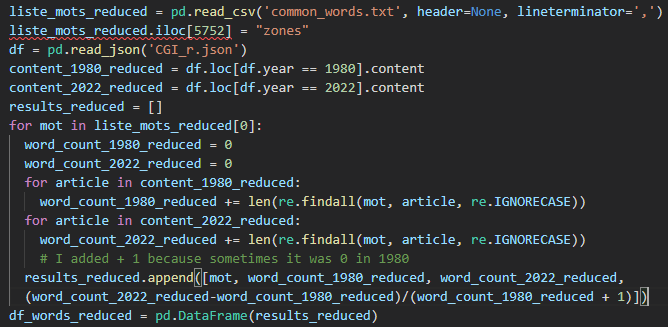 liste_mots_reduced = pd.read_csv('common_words.txt', header=None, lineterminator=',')
liste_mots_reduced.iloc[5752] = "zones"
df = pd.read_json('CGI_r.json')
content_1980_reduced = df.loc[df.year == 1980].content
content_2022_reduced = df.loc[df.year == 2022].content
results_reduced = []
for mot in liste_mots_reduced[0]:
  word_count_1980_reduced = 0
  word_count_2022_reduced = 0
  for article in content_1980_reduced:
    word_count_1980_reduced += len(re.findall(mot, article, re.IGNORECASE))
  for article in content_2022_reduced:
    word_count_2022_reduced += len(re.findall(mot, article, re.IGNORECASE))
    # I added + 1 because sometimes it was 0 in 1980
  results_reduced.append([mot, word_count_1980_reduced, word_count_2022_reduced,
  (word_count_2022_reduced-word_count_1980_reduced)/(word_count_1980_reduced + 1)])
df_words_reduced = pd.DataFrame(results_reduced)